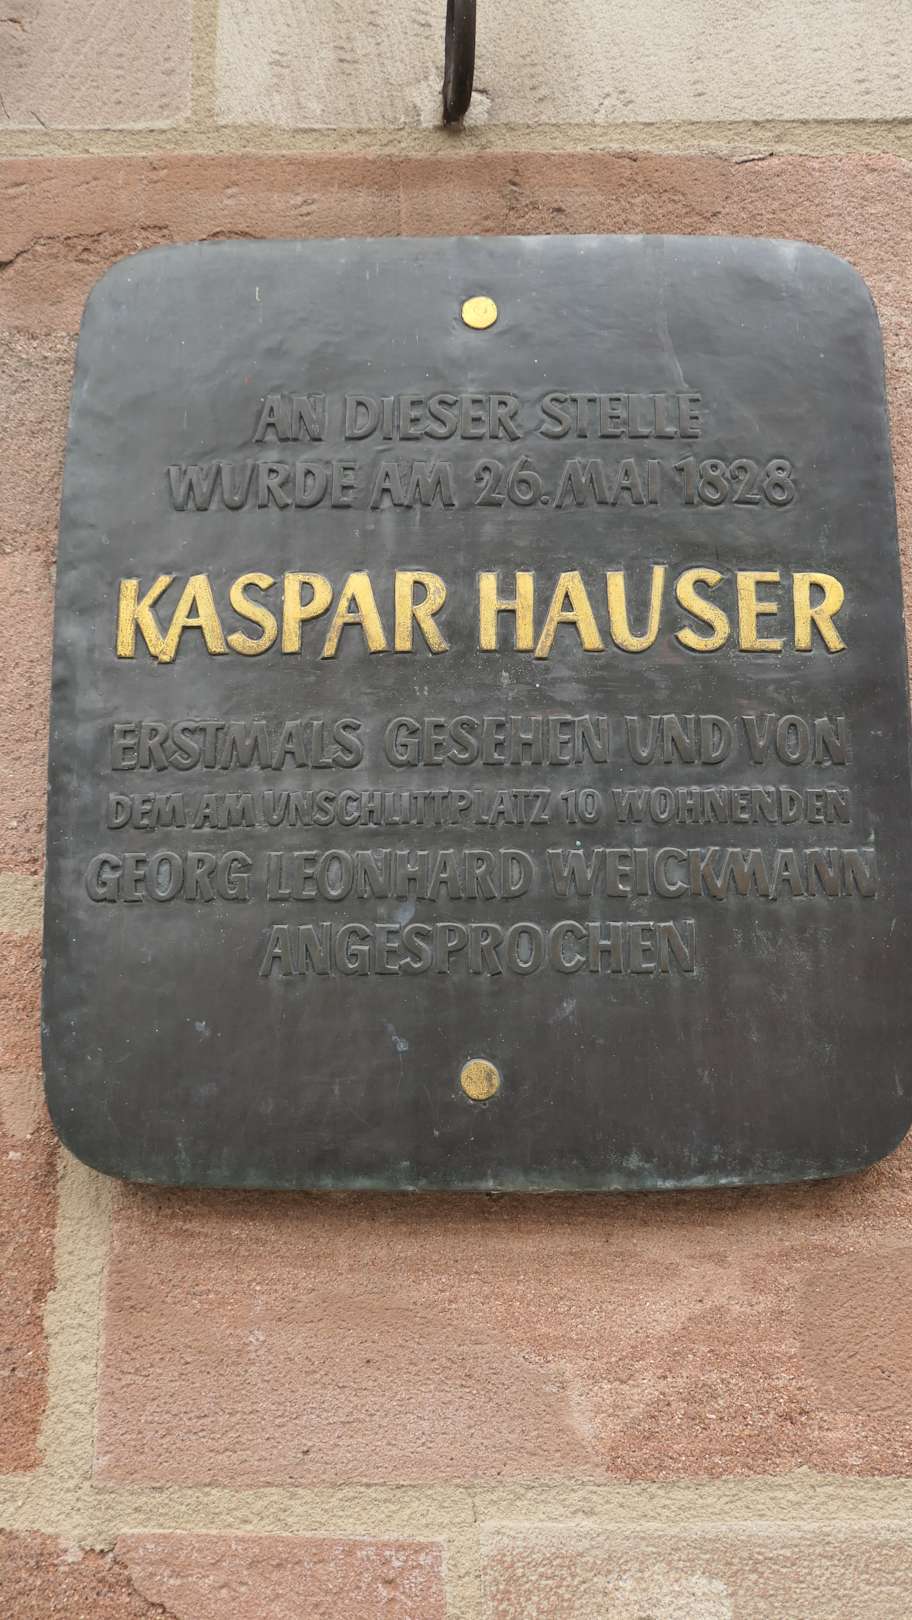 AN DIESER STELLE
WURDE AM 26. MAI 1828
KASPAR HAUSER
ERSTMALS GESEHEN UND VON
DEM AM UNSCHLITTPLATZ 10 WOHNENDEN
GEORG LEONHARD WEICKMANN
ANGESPROCHEN